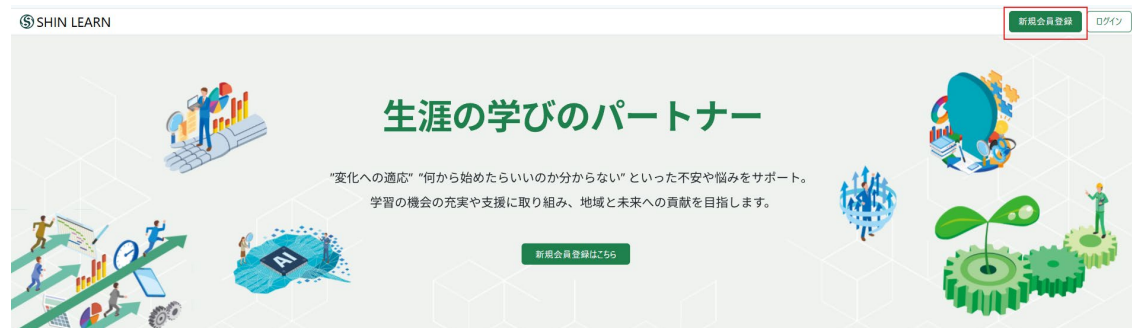 SHIN LEARN
新規会員登録
ログイン
生涯の学びのパートナー
"変化への適応" "何から始めたらいいのか分からない" といった不安や悩みをサポート。
学習の機会の充実や支援に取り組み、地域と未来への貢献を目指します。
AI
新規会員登録はこちら